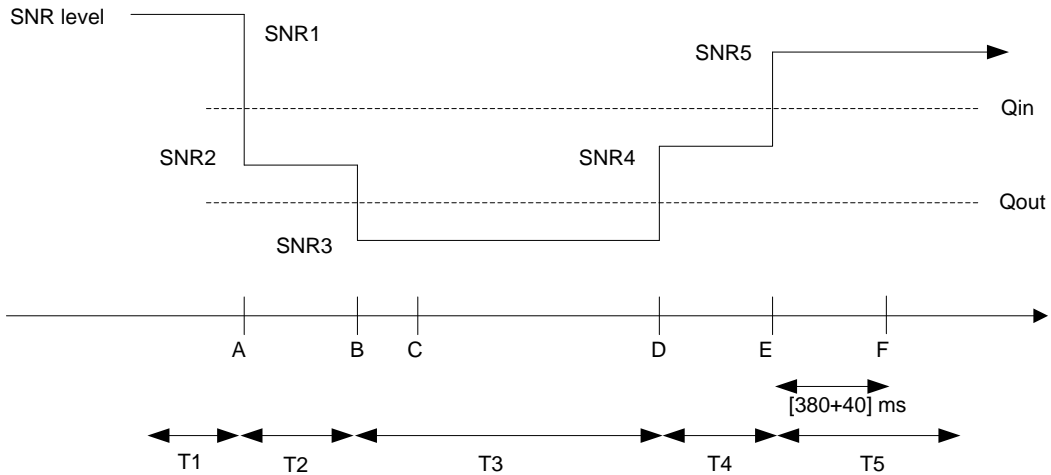 SNR level
SNR1
SNR5
Qin
SNR2
SNR4
Qout
SNR3
A B C D E F
[380+40] ms
T1 T2 T3 T4 T5